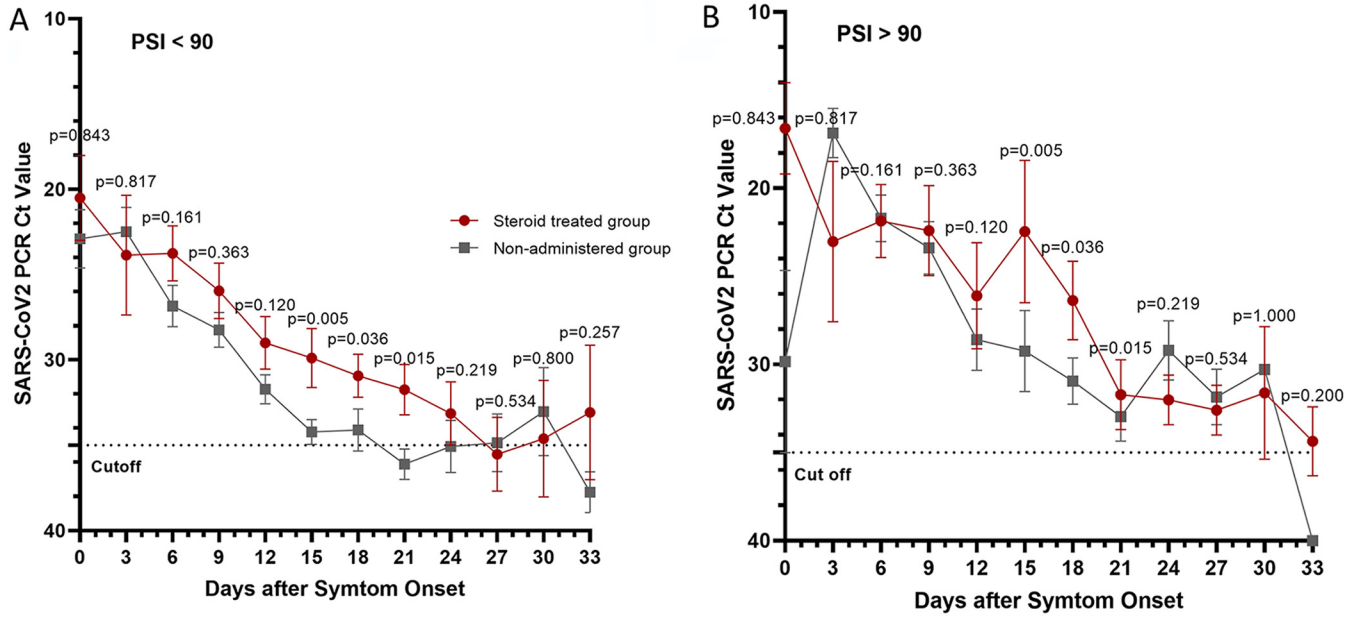 A
PSI < 90
SARS-CoV2 PCR Ct Value
10
20
30
40
p=0.843
p=0.817
p=0.161
p=0.363
p=0.120
p=0.005
p=0.036
p=0.015
p=0.219
p=0.534
p=0.800
p=0.257
Steroid treated group
Non-administered group
Cutoff
0 3 6 9 12 15 18 21 24 27 30 33
Days after Symtom Onset
B
PSI > 90
SARS-CoV2 PCR Ct Value
10
20
30
40
p=0.843
p=0.817
p=0.161
p=0.363
p=0.120
p=0.005
p=0.036
p=0.015
p=0.219
p=0.534
p=1.000
p=0.200
Cut off
0 3 6 9 12 15 18 21 24 27 30 33
Days after Symtom Onset